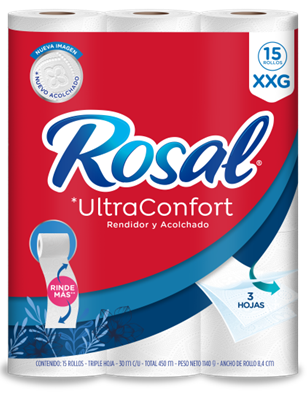 NUEVA IMAGEN
+ NUEVO ACOLCHADO
15
ROLLOS
XXG
Rosal®
*UltraConfort
Rendidor y Acolchado
RINDE
MÁS**
3
HOJAS
CONTENIDO: 15 ROLLOS - TRIPLE HOJA - 30 m C/U - TOTAL 450 m - PESO NETO 1140 g - ANCHO DE ROLLO 8,4 cm